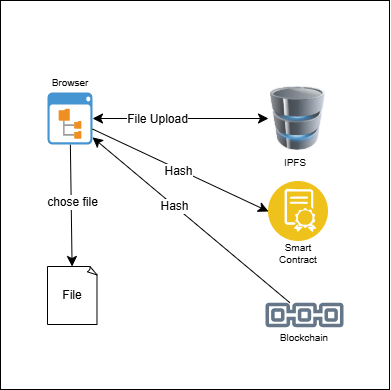 Browser
File Upload
IPFS
Hash
chose file
Hash
Smart
Contract
File
Blockchain